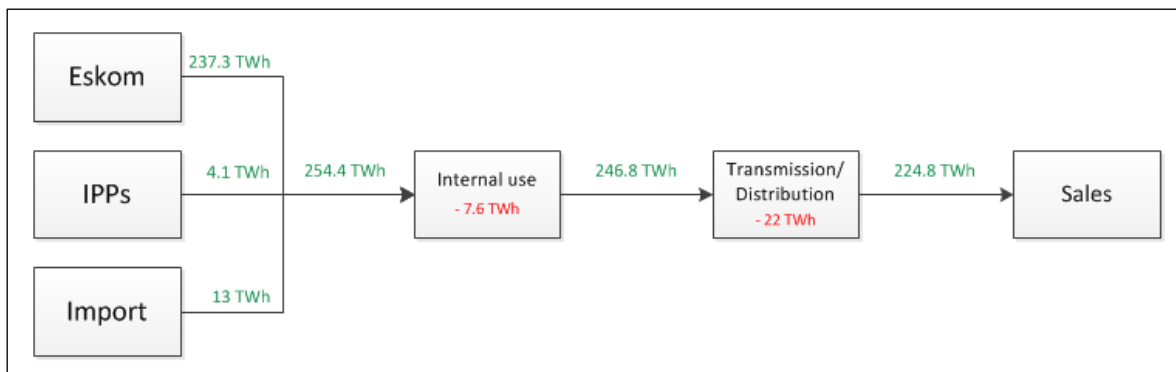 Eskom
237.3 TWh
IPPs
4.1 TWh
Import
13 TWh
254.4 TWh
Internal use
- 7.6 TWh
246.8 TWh
Transmission/
Distribution
- 22 TWh
224.8 TWh
Sales